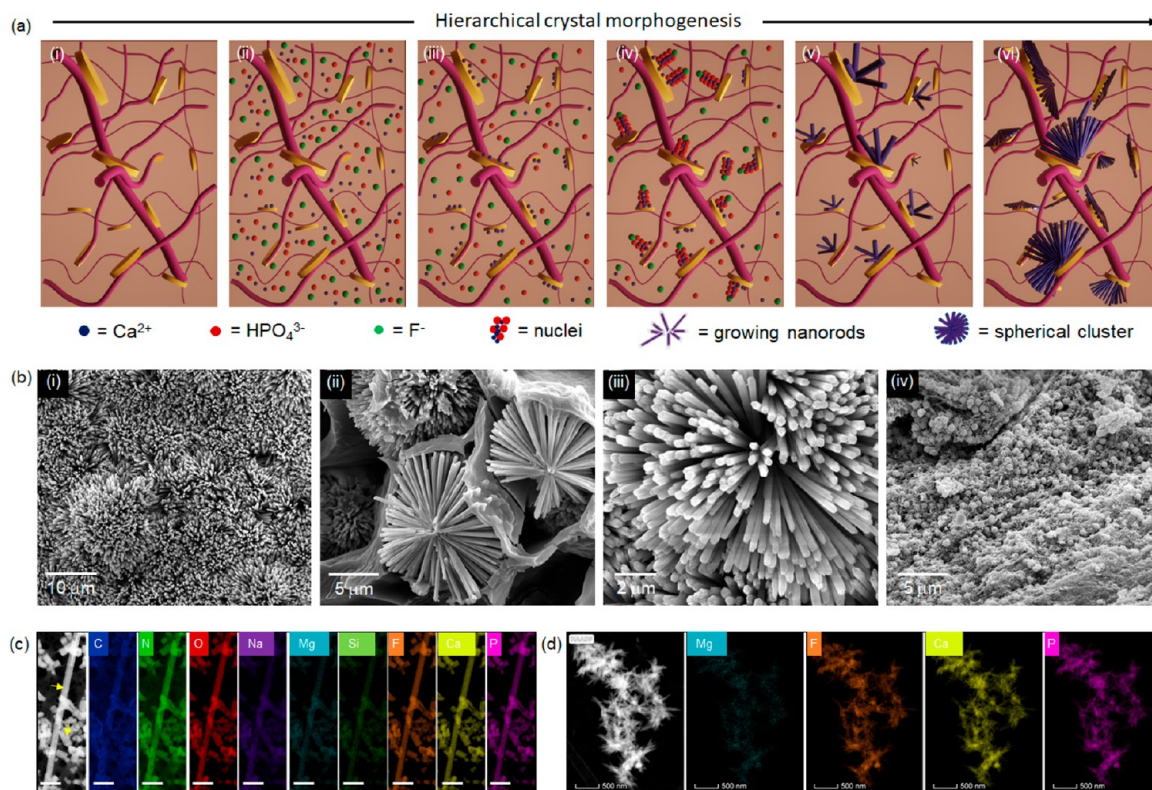 Hierarchical crystal morphogenesis
(a)
(i) (ii) (iii) (iv) (v) (vi)
= Ca²⁺ = HPO₄³⁻ = F⁻ = nuclei = growing nanorods = spherical cluster
(b)
(i) (ii) (iii) (iv)
10 μm 5 μm 2 μm 5 μm
(c) C N O Na Mg Si F Ca P
(d) Mg F Ca P
500 nm 500 nm 500 nm 500 nm 500 nm